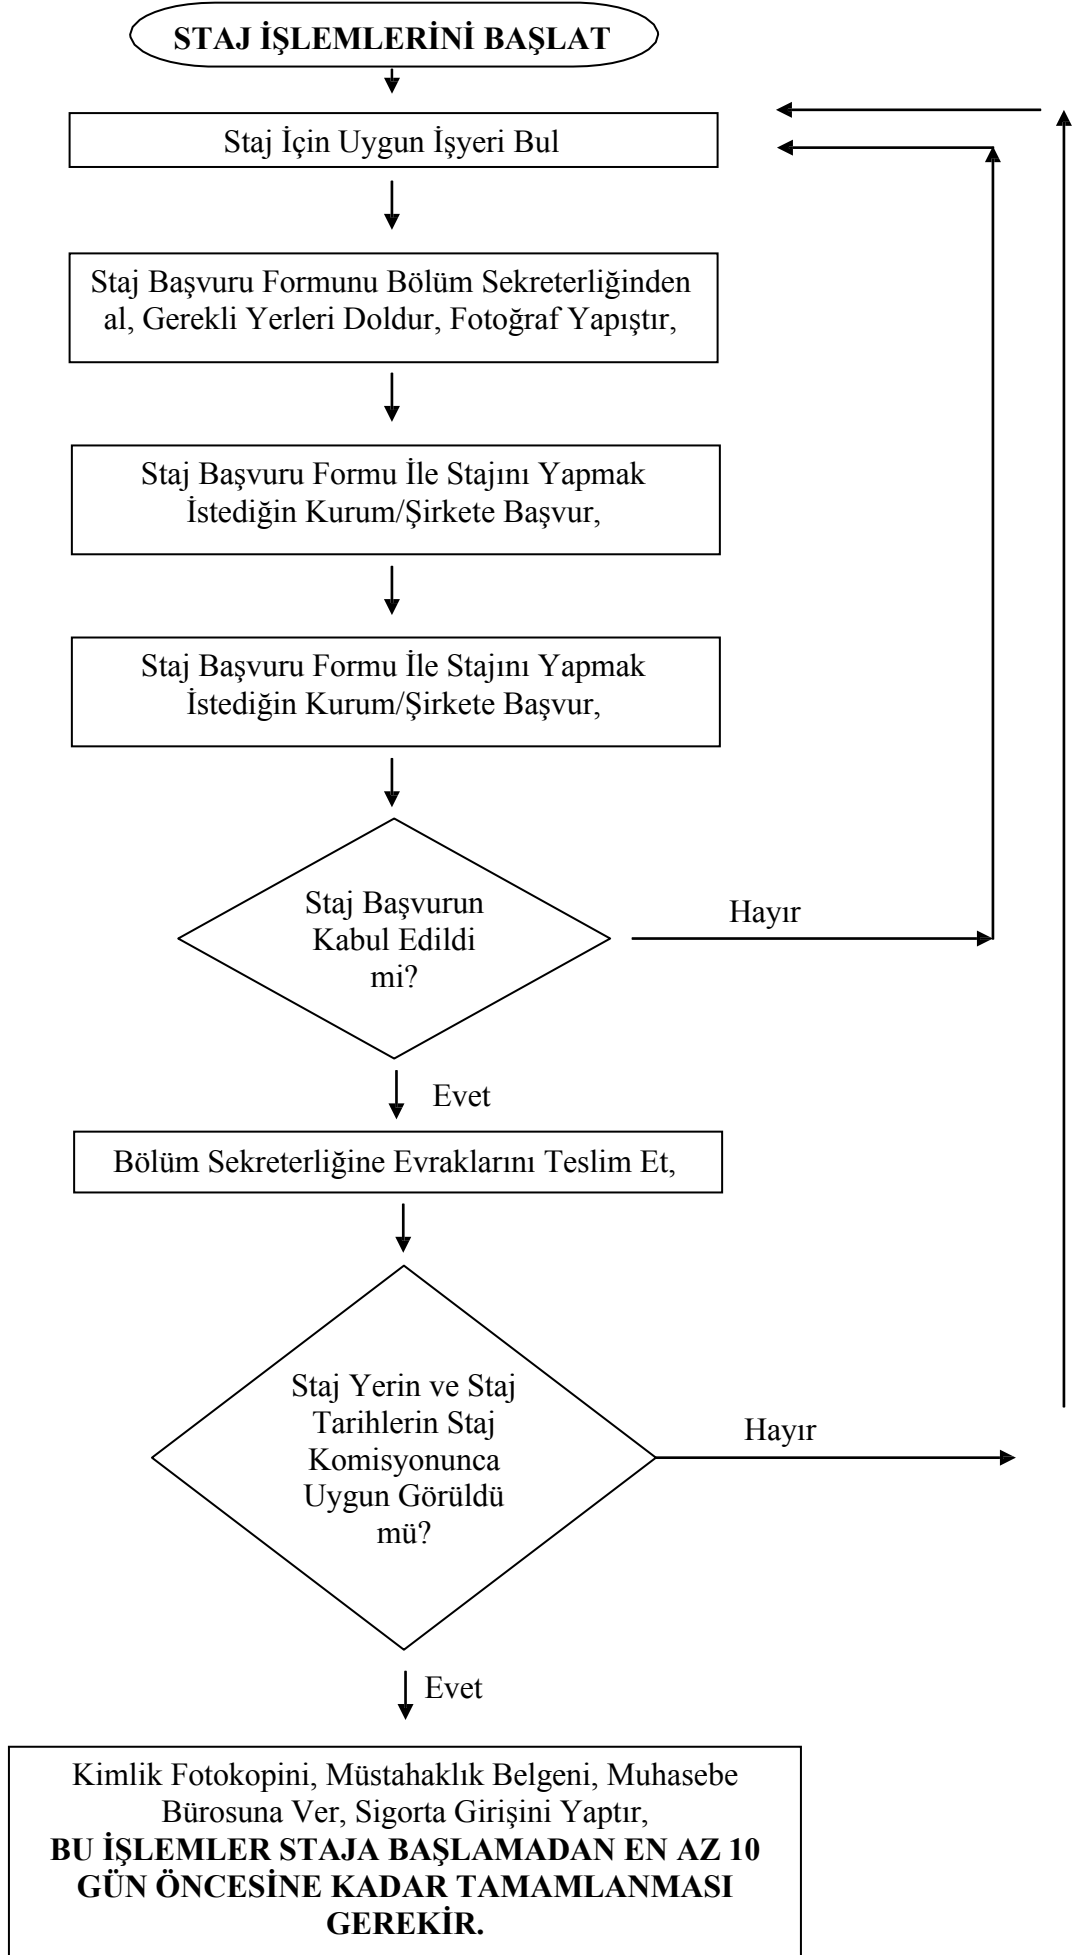 STAJ İŞLEMLERİNİ BAŞLAT
Staj İçin Uygun İşyeri Bul
Staj Başvuru Formunu Bölüm Sekreterliğinden
al, Gerekli Yerleri Doldur, Fotoğraf Yapıştır,
Staj Başvuru Formu İle Stajını Yapmak
İstediğin Kurum/Şirkete Başvur,
Staj Başvuru Formu İle Stajını Yapmak
İstediğin Kurum/Şirkete Başvur,
Staj Başvurun
Kabul Edildi
mi?
Hayır
Evet
Bölüm Sekreterliğine Evraklarını Teslim Et,
Staj Yerin ve Staj
Tarihlerin Staj
Komisyonunca
Uygun Görüldü
mü?
Hayır
Evet
Kimlik Fotokopini, Müstahaklık Belgeni, Muhasebe
Bürosuna Ver, Sigorta Girişini Yaptır,
BU İŞLEMLER STAJA BAŞLAMADAN EN AZ 10
GÜN ÖNCESİNE KADAR TAMAMLANMASI
GEREKİR.